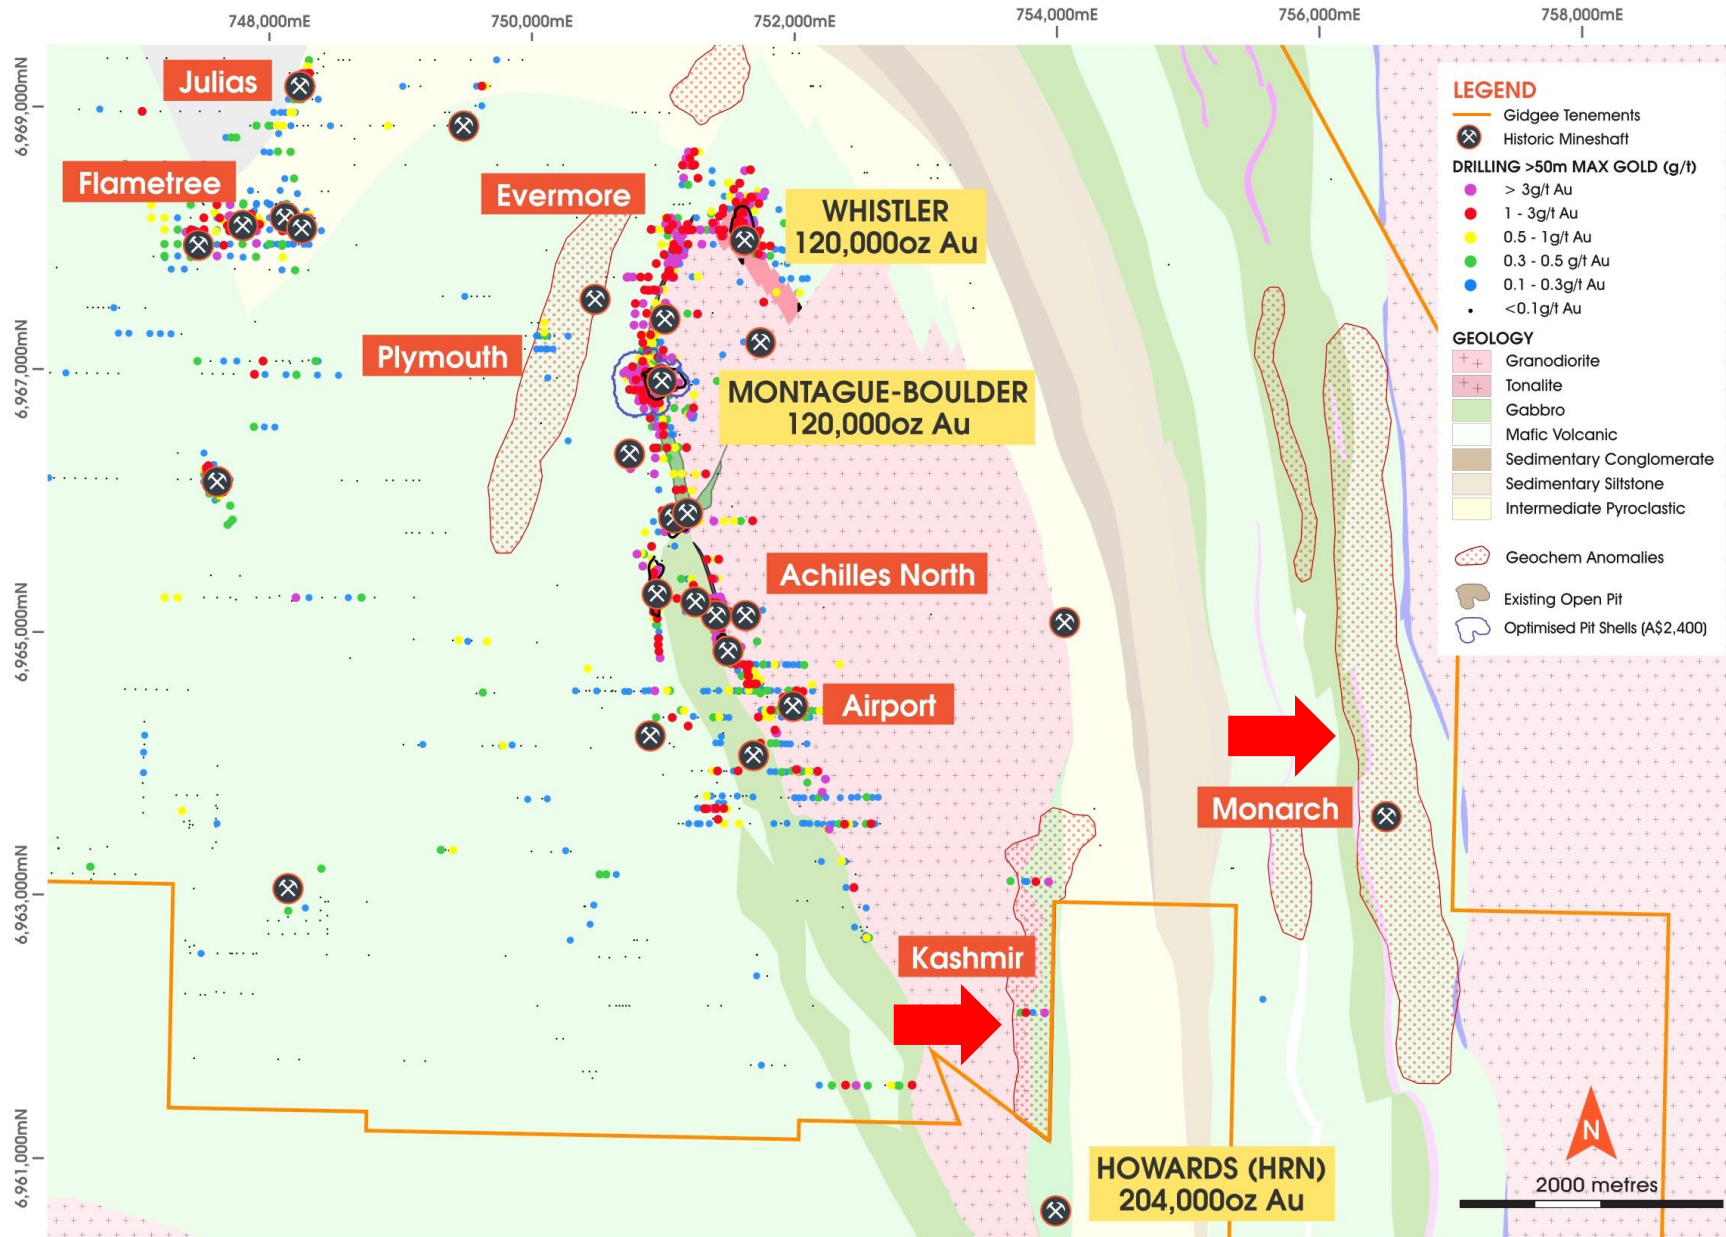 748,000mE
750,000mE
752,000mE
754,000mE
756,000mE
758,000mE
6,969,000mN
6,967,000mN
6,965,000mN
6,963,000mN
6,961,000mN
Julias
Flametree
Evermore
WHISTLER
120,000oz Au
Plymouth
MONTAGUE-BOULDER
120,000oz Au
Achilles North
Airport
Monarch
Kashmir
HOWARDS (HRN)
204,000oz Au
LEGEND
Gidgee Tenements
Historic Mineshaft
DRILLING >50m MAX GOLD (g/t)
> 3g/t Au
1 - 3g/t Au
0.5 - 1g/t Au
0.3 - 0.5 g/t Au
0.1 - 0.3g/t Au
<0.1g/t Au
GEOLOGY
Granodiorite
Tonalite
Gabbro
Mafic Volcanic
Sedimentary Conglomerate
Sedimentary Siltstone
Intermediate Pyroclastic
Geochem Anomalies
Existing Open Pit
Optimised Pit Shells (A$2,400)
N
2000 metres